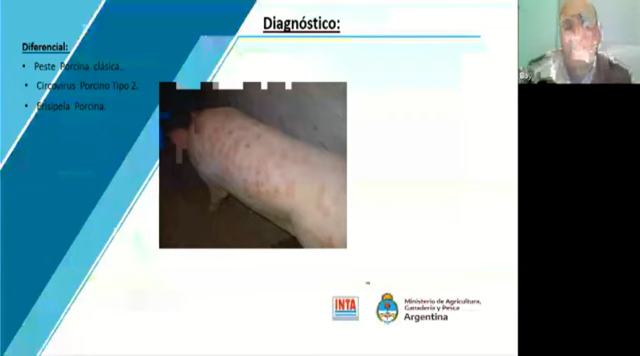 Diagnóstico:
Diferencial:
• Peste Porcina clásica.
• Circovirus Porcino Tipo 2.
• Erisipela Porcina.
INTA
Ministerio de Agricultura,
Ganadería y Pesca
Argentina